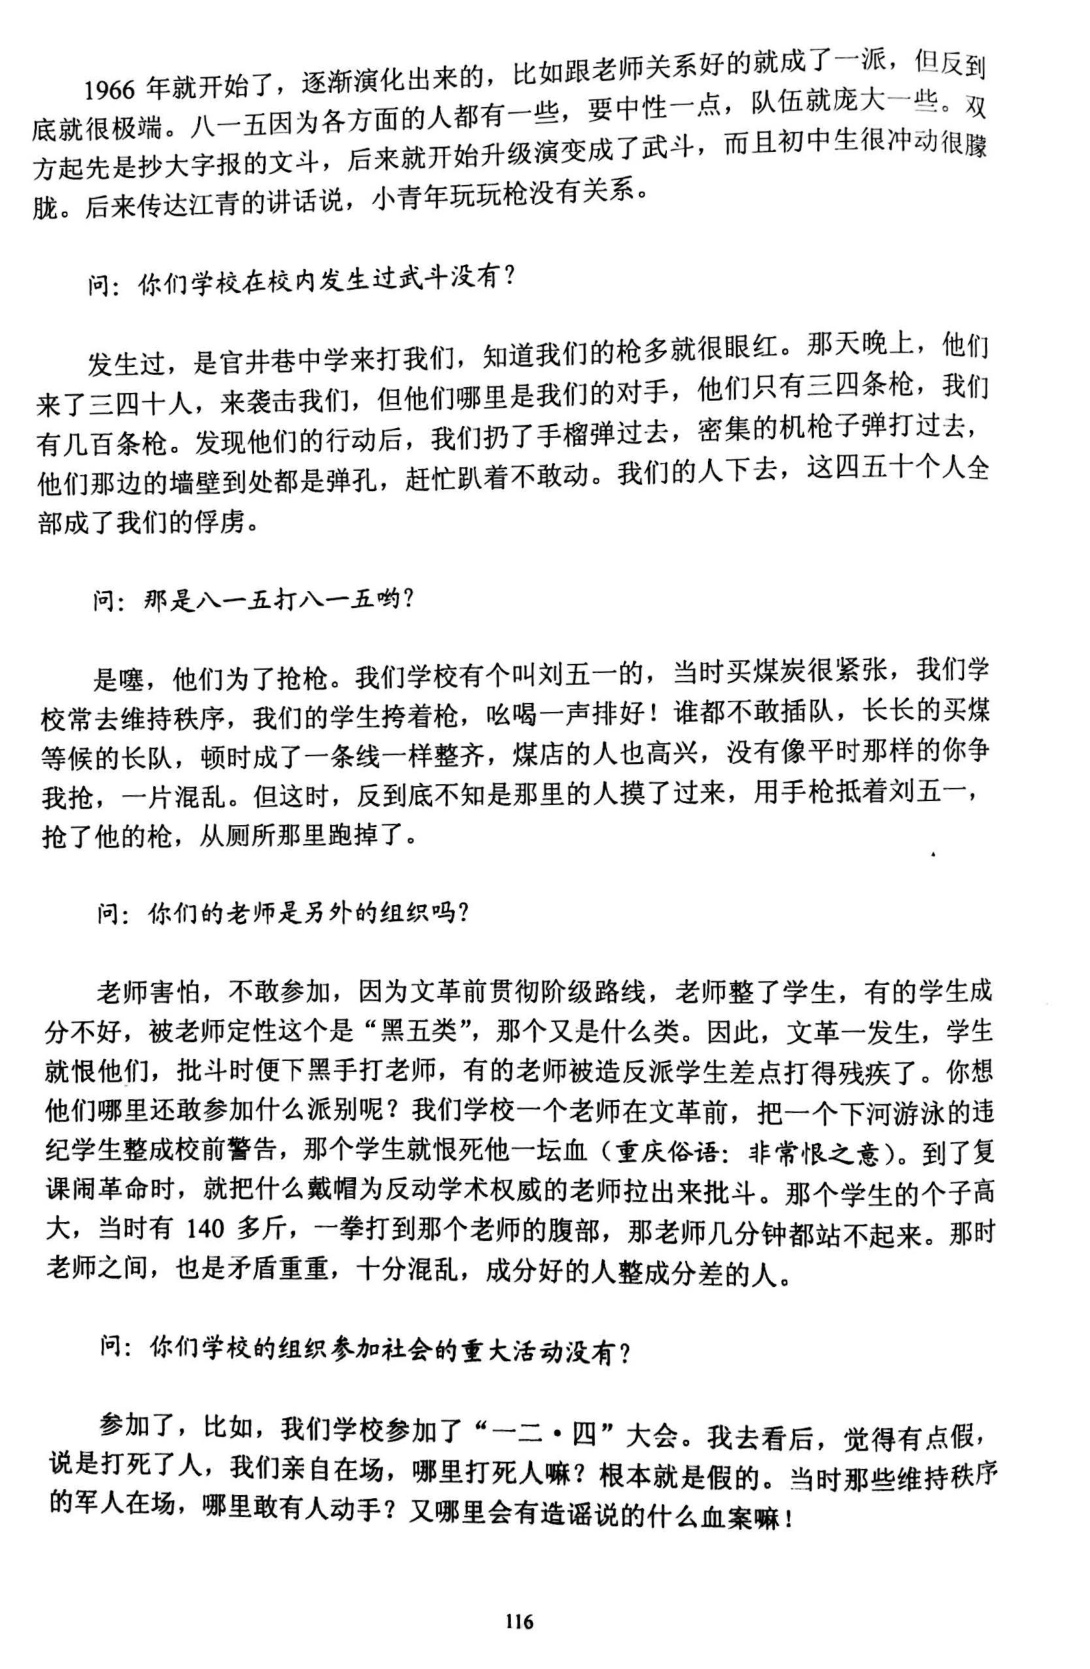 1966 年就开始了，逐渐演化出来的，比如跟老师关系好的就成了一派，但反到
底就很极端。八一五因为各方面的人都有一些，要中性一点，队伍就庞大一些。双
方起先是抄大字报的文斗，后来就开始升级演变成了武斗，而且初中生很冲动很朦
胧。后来传达江青的讲话说，小青年玩玩枪没有关系。
问：你们学校在校内发生过武斗没有？
发生过，是官井巷中学来打我们，知道我们的枪多就很眼红。那天晚上，他们
来了三四十人，来袭击我们，但他们哪里是我们的对手，他们只有三四条枪，我们
有几百条枪。发现他们的行动后，我们扔了手榴弹过去，密集的机枪子弹打过去，
他们那边的墙壁到处都是弹孔，赶忙趴着不敢动。我们的人下去，这四五十个人全
部成了我们的俘虏。
问：那是八一五打八一五哟？
是噻，他们为了抢枪。我们学校有个叫刘五一的，当时买煤炭很紧张，我们学
校常去维持秩序，我们的学生挎着枪，吆喝一声排好！谁都不敢插队，长长的买煤
等候的长队，顿时成了一条线一样整齐，煤店的人也高兴，没有像平时那样的你争
我抢，一片混乱。但这时，反到底不知是那里的人摸了过来，用手枪抵着刘五一，
抢了他的枪，从厕所那里跑掉了。
问：你们的老师是另外的组织吗？
老师害怕，不敢参加，因为文革前贯彻阶级路线，老师整了学生，有的学生成
分不好，被老师定性这个是“黑五类”，那个又是什么类。因此，文革一发生，学生
就恨他们，批斗时便下黑手打老师，有的老师被造反派学生差点打得残疾了。你想
他们哪里还敢参加什么派别呢？我们学校一个老师在文革前，把一个下河游泳的违
纪学生整成校前警告，那个学生就恨死他一坛血（重庆俗语：非常恨之意）。到了复
课闹革命时，就把什么戴帽为反动学术权威的老师拉出来批斗。那个学生的个子高
大，当时有 140 多斤，一拳打到那个老师的腹部，那老师几分钟都站不起来。那时
老师之间，也是矛盾重重，十分混乱，成分好的人整成分差的人。
问：你们学校的组织参加社会的重大活动没有？
参加了，比如，我们学校参加了“一二·四”大会。我去看后，觉得有点假，
说是打死了人，我们亲自在场，哪里打死人嘛？根本就是假的。当时那些维持秩序
的军人在场，哪里敢有人动手？又哪里会有造谣说的什么血案嘛！
116